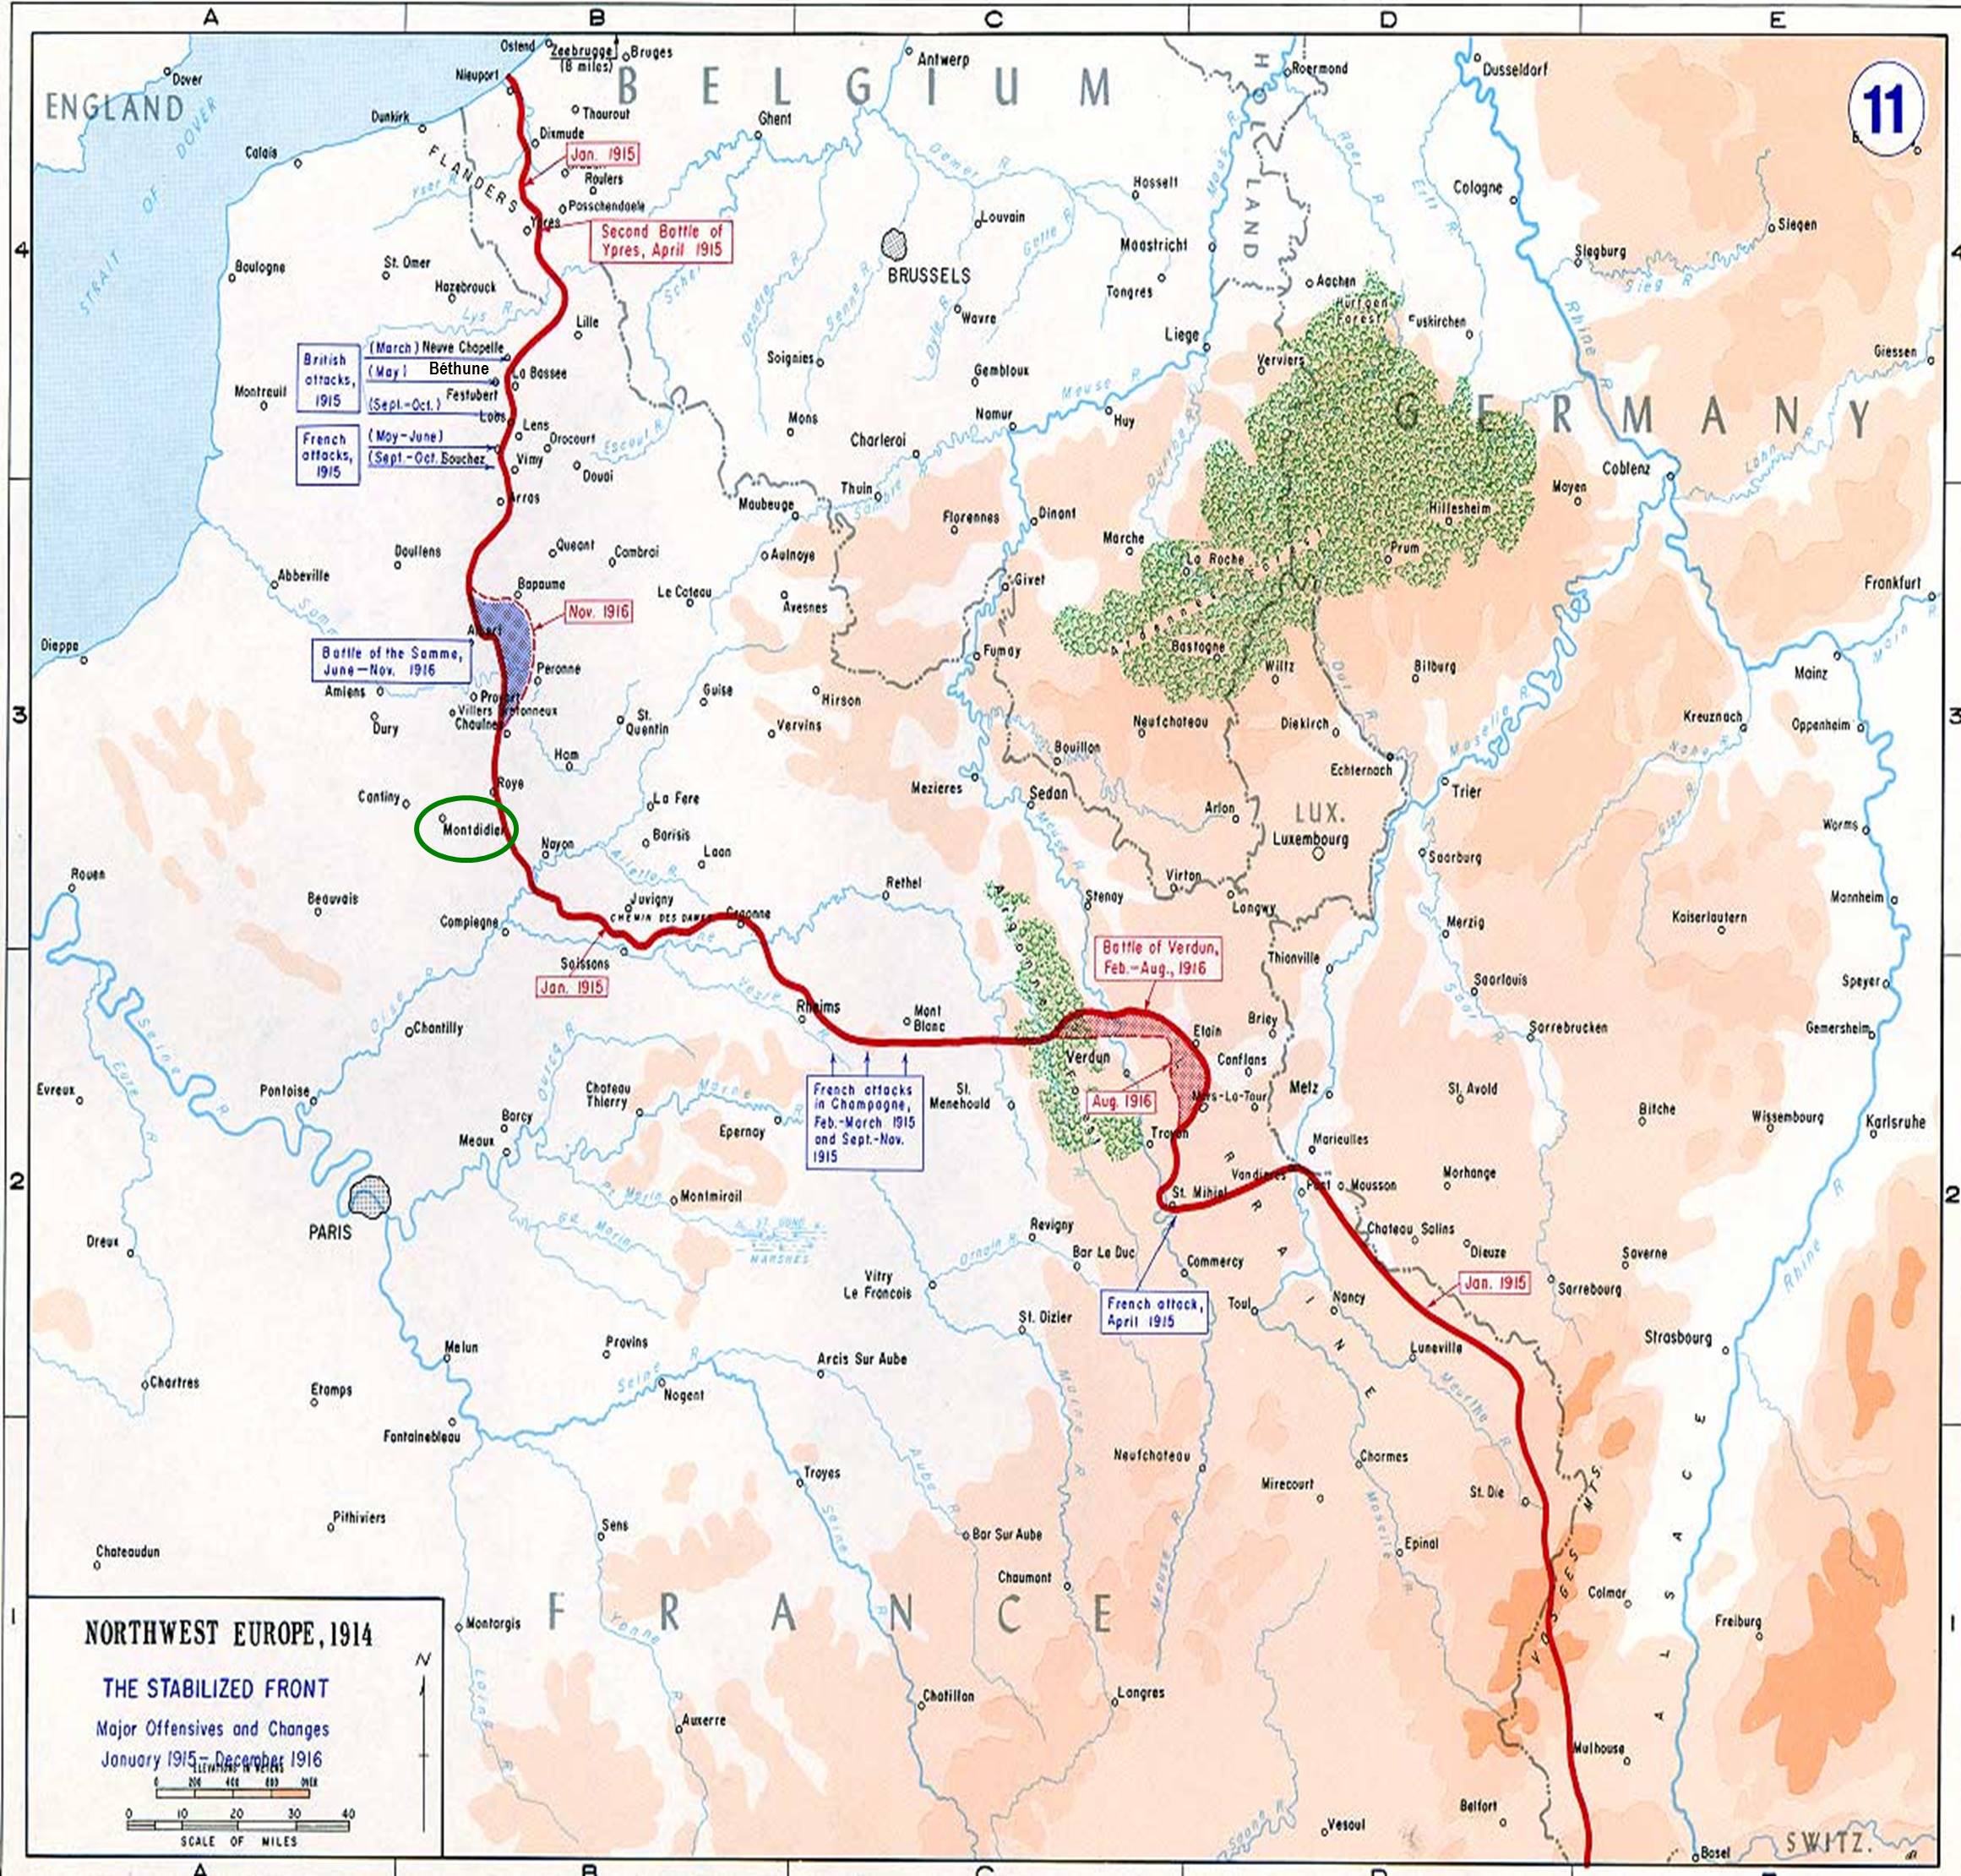 A B C D E
11
ENGLAND
BELGIUM
HOLLAND
GERMANY
FRANCE
LUX.
SWITZ.
STRAIT OF DOVER
FLANDERS
Dover
Ostend
Zeebrugge
(8 miles)
Bruges
Antwerp
Roermond
Dusseldorf
Nieuport
Thourout
Ghent
Dunkirk
Dixmude
Jan. 1915
Calais
Roulers
Passchendaele
Ypres
Second Battle of
Ypres, April 1915
Yser R
Demer R
Hasselt
Maas R
Roer R
Erft R
Cologne
Louvain
Gette R
Maastricht
Siegburg
Siegen
Sieg R
4
4
Boulogne
St. Omer
Hazebrouck
Lys R
BRUSSELS
Tongres
Aachen
Hurtgen
Forest
Rhine R
Dendre R
Senne R
Dyle R
Wavre
Lille
Liege
Verviers
Giessen
British
attacks,
1915
(March) Neuve Chapelle
(May) Béthune
La Bassee
Festubert
(Sept.-Oct.)
Loos
Montreuil
Soignies
Gembloux
Meuse R
Huy
Namur
Mons
Charleroi
Ourthe R
French
attacks,
1915
(May-June)
(Sept.-Oct. Souchez
Lens
Drocourt
Vimy
Douai
Escaut R
Arras
Thuin
Sambre R
Maubeuge
Florennes
Dinant
Coblenz
Lahn R
Mayen
Hillesheim
Prum
Marche
La Roche
Doullens
Queant
Cambrai
Aulnoye
Abbeville
Bapaume
Le Cateau
Avesnes
Givet
Ardennes
Frankfurt
Main R
Nov. 1916
Dieppe
Albert
Battle of the Somme,
June-Nov. 1916
Peronne
Fumay
Bastogne
Wiltz
Our R
Bitburg
Mainz
Amiens
Proyart
Villers Bretonneux
Chaulnes
Dury
Guise
Hirson
St.
Quentin
Vervins
Neufchateau
Diekirch
Moselle R
Kreuznach
Oppenheim
Nahe R
3
3
Ham
Bouillon
Echternach
Trier
Roye
Mezieres
Sedan
Arlon
Cantigny
La Fere
Montdidier
Barisis
Luxembourg
Saarburg
Worms
Noyon
Laon
Ailette R
Rouen
Beauvais
Rethel
Stenay
Virton
Longwy
Merzig
Kaiserlautern
Mannheim
Juvigny
CHEMIN DES DAMES
Craonne
Compiegne
Soissons
Jan. 1915
Battle of Verdun,
Feb.-Aug., 1916
Thionville
Saarlouis
Speyer
Vesle R
Oise R
Chantilly
Rheims
Mont
Blanc
Etain
Briey
Sarrebrucken
Gemersheim
Seine R
Eure R
Ourcq R
Verdun
Conflans
Evreux
Pontoise
Chateau
Thierry
Marne R
French attacks
in Champagne,
Feb.-March 1915
and Sept.-Nov.
1915
St.
Menehould
Aug. 1916
Mars-La-Tour
Metz
St. Avold
Bitche
Wissembourg
Karlsruhe
Barcy
Meaux
Epernay
Troyon
Marieulles
Vandieres
Morhange
2
2
Montmirail
St. Mihiel
Pont a Mousson
PARIS
ST. GOND
MARSHES
Dreux
Revigny
Ornain R
Bar Le Duc
Commercy
Chateau Salins
Dieuze
Saverne
Rhine R
Vitry
Le Francois
French attack,
April 1915
Jan. 1915
Sarrebourg
Toul
Nancy
St. Dizier
LORRAINE
Melun
Provins
Arcis Sur Aube
Luneville
Strasbourg
Seine R
Nogent
Chartres
Etamps
Marne R
Meurthe R
ALSACE
Fontainebleau
Neufchateau
Charmes
Troyes
Aube R
Mirecourt
St. Die
VOSGES MTS.
Pithiviers
Sens
Bar Sur Aube
Moselle R
Epinal
Chateaudun
Chaumont
Meuse R
Colmar
Freiburg
1
1
Montargis
Yonne R
Loing R
Chatillon
Langres
Auxerre
Mulhouse
Belfort
Vesoul
Saone R
Basel
NORTHWEST EUROPE, 1914
THE STABILIZED FRONT
Major Offensives and Changes
January 1915-December 1916
ELEVATIONS IN METERS
0 200 400 800 OVER
0 10 20 30 40
SCALE OF MILES
N
A B C D